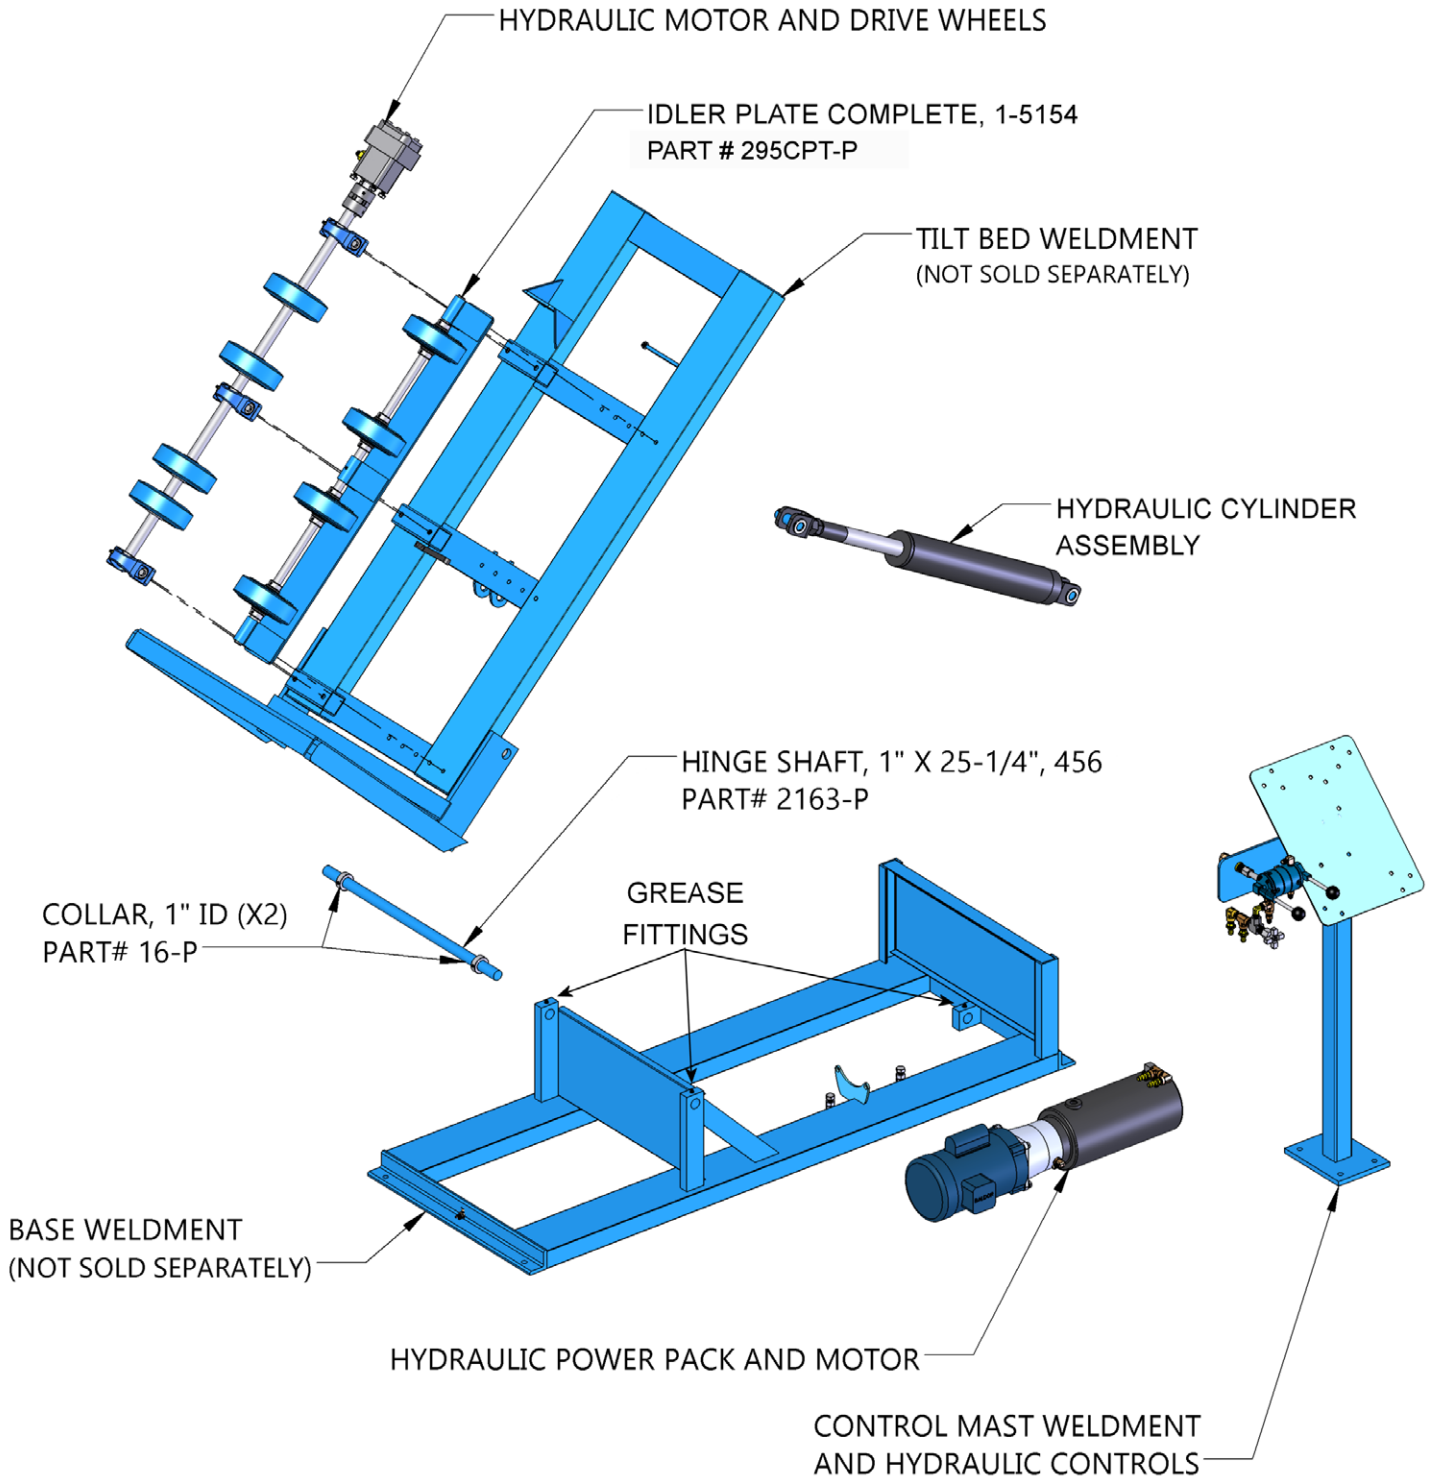 HYDRAULIC MOTOR AND DRIVE WHEELS
IDLER PLATE COMPLETE, 1-5154
PART # 295CPT-P
TILT BED WELDMENT
(NOT SOLD SEPARATELY)
HYDRAULIC CYLINDER
ASSEMBLY
HINGE SHAFT, 1" X 25-1/4", 456
PART# 2163-P
COLLAR, 1" ID (X2)
PART# 16-P
GREASE
FITTINGS
BASE WELDMENT
(NOT SOLD SEPARATELY)
HYDRAULIC POWER PACK AND MOTOR
CONTROL MAST WELDMENT
AND HYDRAULIC CONTROLS